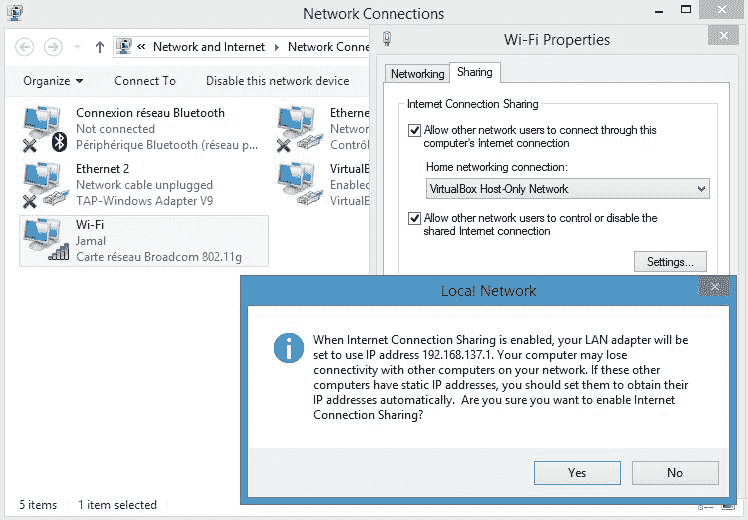 Network Connections
« Network and Internet Network Conne
Organize Connect To Disable this network device
Connexion réseau Bluetooth
Not connected
Périphérique Bluetooth (réseau p...
Etherne
Networ
Contrôl
Ethernet 2
Network cable unplugged
TAP-Windows Adapter V9
VirtualB
Enabled
VirtualB
Wi-Fi
Jamal
Carte réseau Broadcom 802.11g
Wi-Fi Properties
Networking Sharing
Internet Connection Sharing
Allow other network users to connect through this
computer's Internet connection
Home networking connection:
VirtualBox Host-Only Network
Allow other network users to control or disable the
shared Internet connection
Settings...
Local Network
When Internet Connection Sharing is enabled, your LAN adapter will be
set to use IP address 192.168.137.1. Your computer may lose
connectivity with other computers on your network. If these other
computers have static IP addresses, you should set them to obtain their
IP addresses automatically.  Are you sure you want to enable Internet
Connection Sharing?
Yes No
5 items 1 item selected